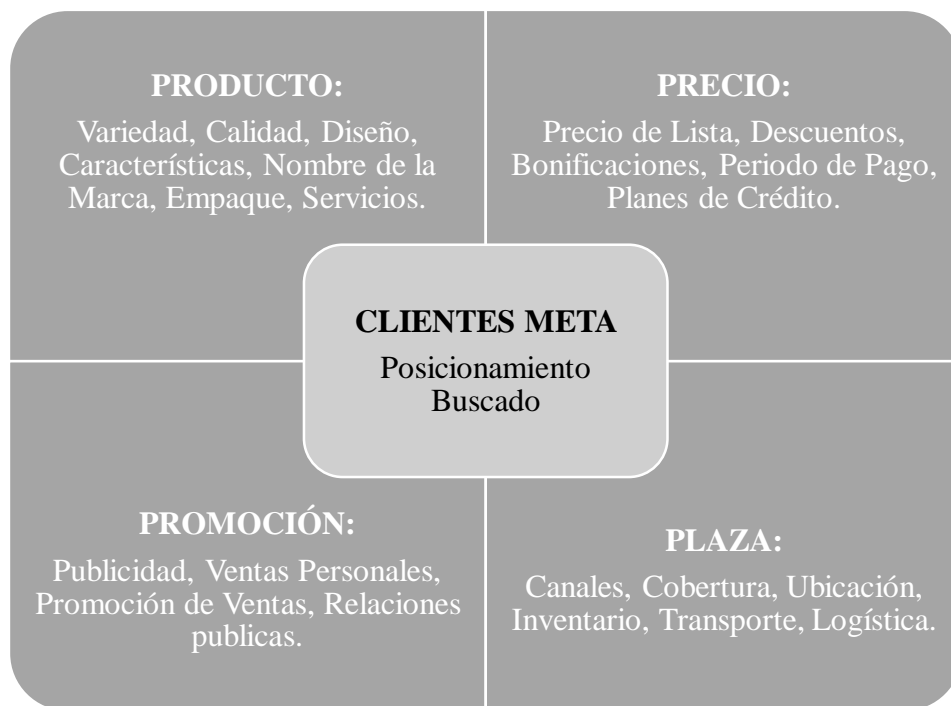 PRODUCTO:
Variedad, Calidad, Diseño,
Características, Nombre de la
Marca, Empaque, Servicios.
PRECIO:
Precio de Lista, Descuentos,
Bonificaciones, Periodo de Pago,
Planes de Crédito.
CLIENTES META
Posicionamiento
Buscado
PROMOCIÓN:
Publicidad, Ventas Personales,
Promoción de Ventas, Relaciones
publicas.
PLAZA:
Canales, Cobertura, Ubicación,
Inventario, Transporte, Logística.